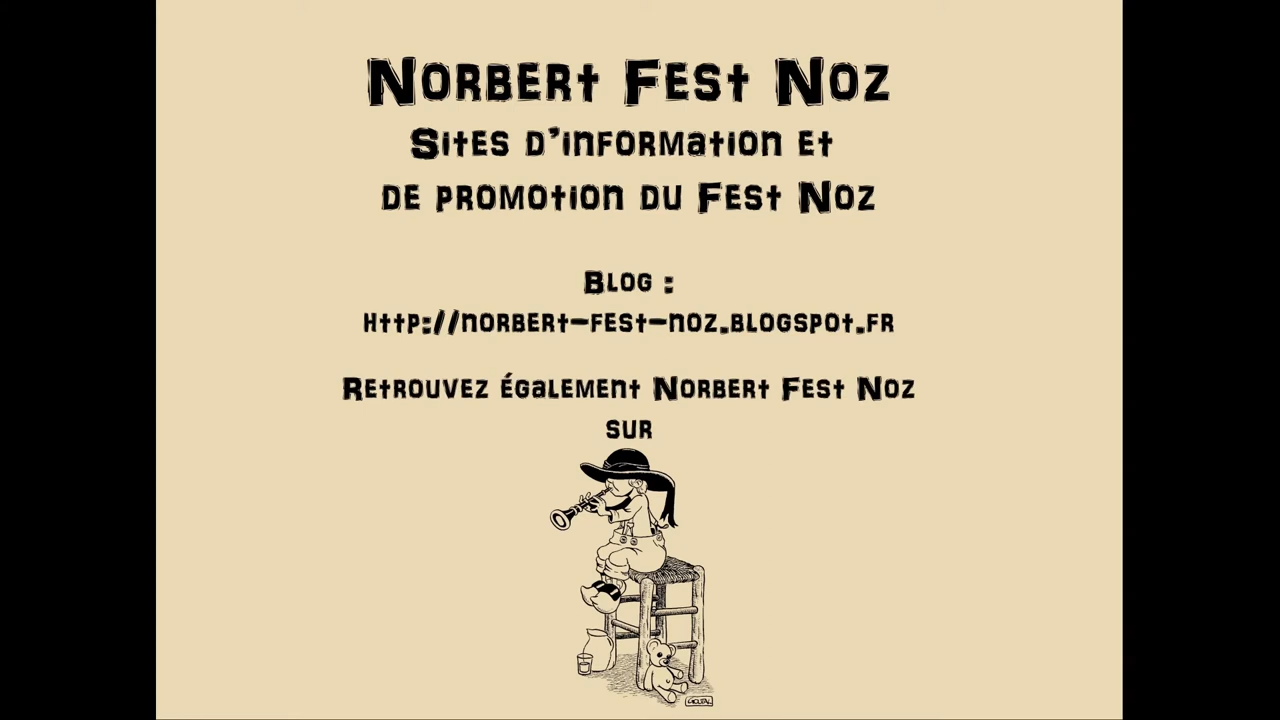 Norbert Fest Noz
Sites d'information et
de promotion du Fest Noz
Blog :
http://norbert-fest-noz.blogspot.fr
Retrouvez également Norbert Fest Noz
sur